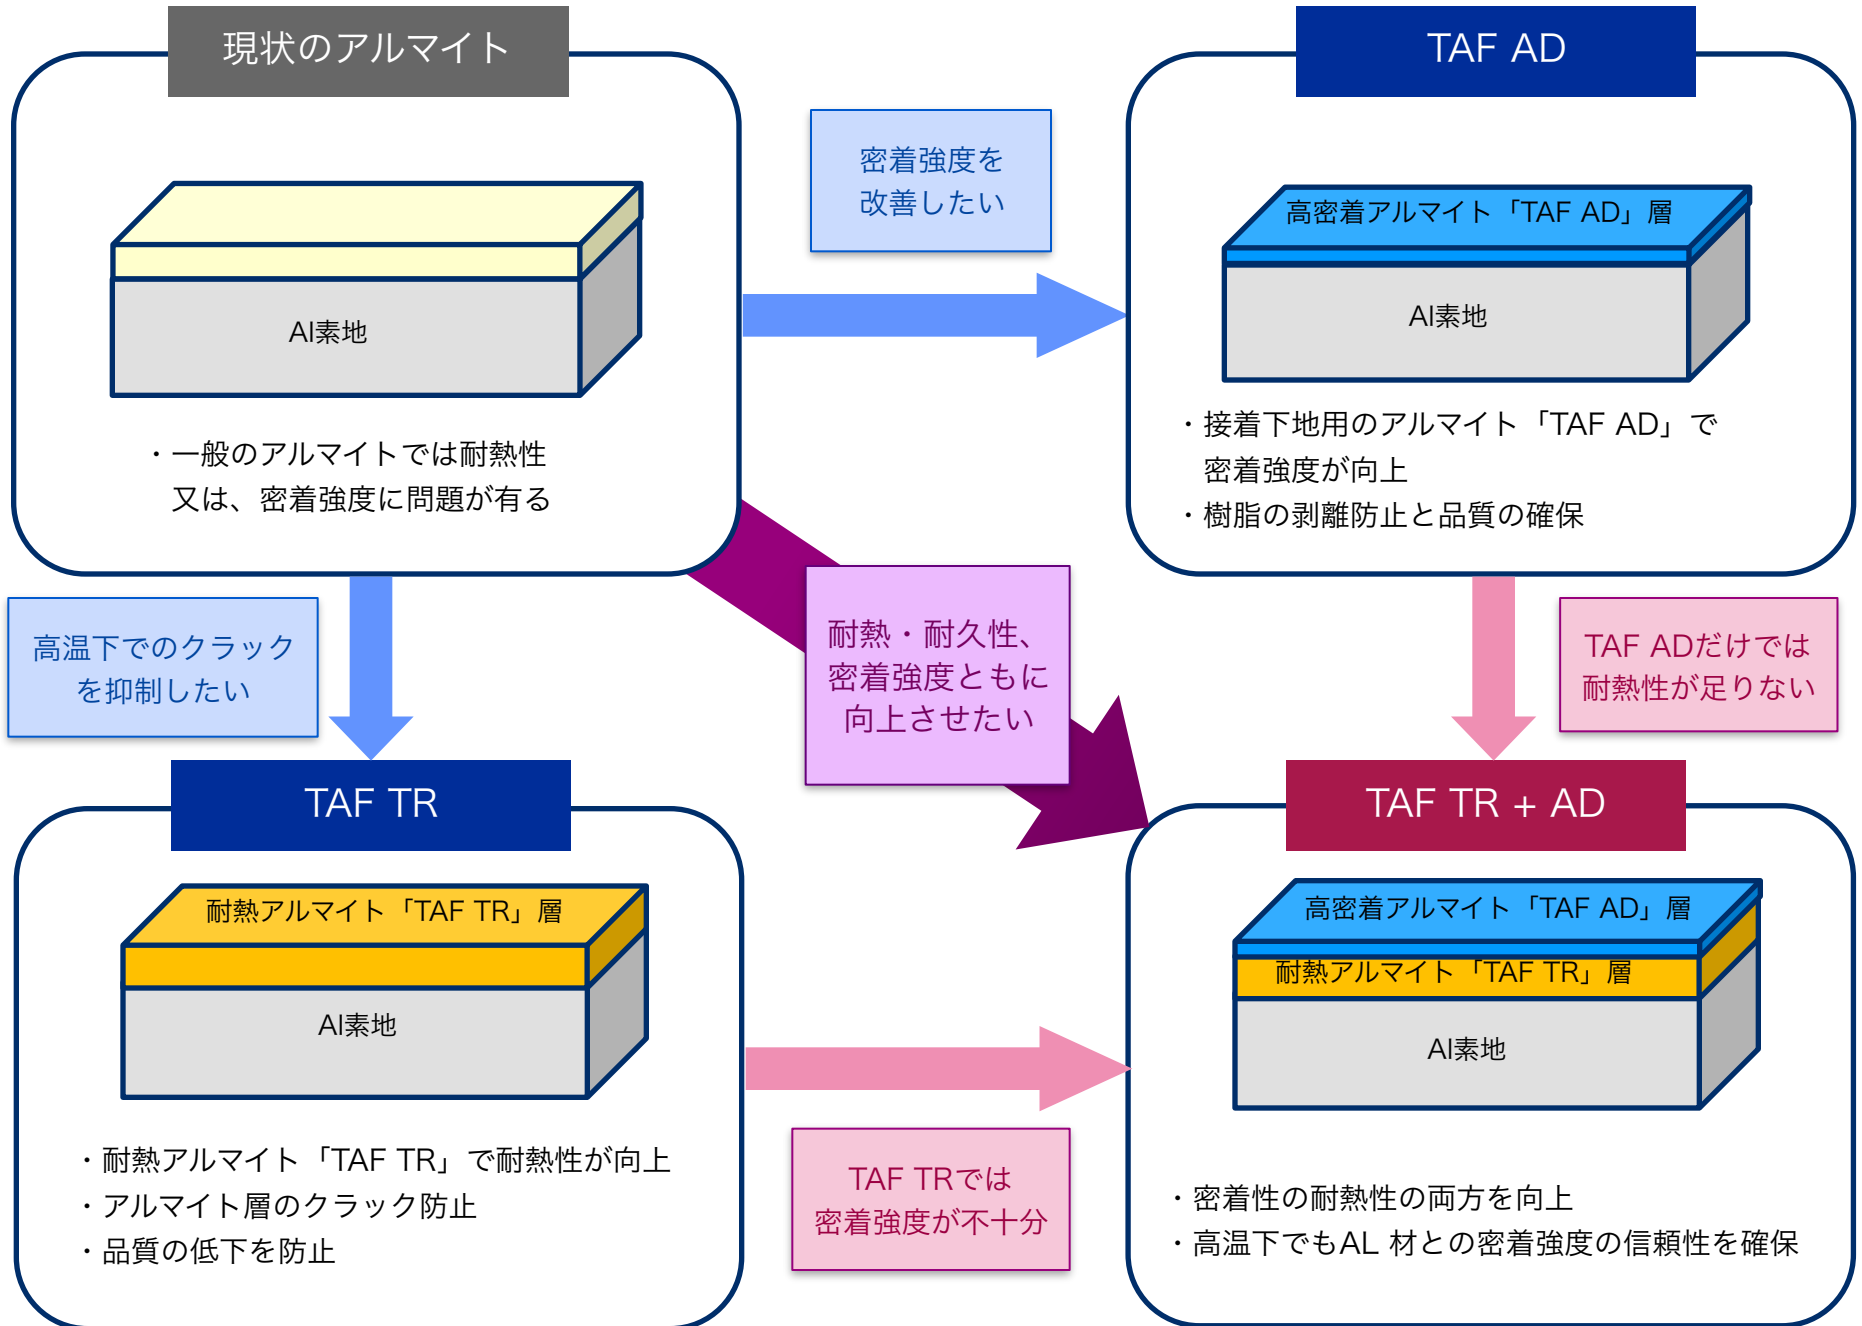 現状のアルマイト
Al素地
・一般のアルマイトでは耐熱性
又は、密着強度に問題が有る
密着強度を
改善したい
TAF AD
高密着アルマイト「TAF AD」層
Al素地
・接着下地用のアルマイト「TAF AD」で
密着強度が向上
・樹脂の剥離防止と品質の確保
高温下でのクラック
を抑制したい
耐熱・耐久性、
密着強度ともに
向上させたい
TAF ADだけでは
耐熱性が足りない
TAF TR
耐熱アルマイト「TAF TR」層
Al素地
・耐熱アルマイト「TAF TR」で耐熱性が向上
・アルマイト層のクラック防止
・品質の低下を防止
TAF TRでは
密着強度が不十分
TAF TR + AD
高密着アルマイト「TAF AD」層
耐熱アルマイト「TAF TR」層
Al素地
・密着性の耐熱性の両方を向上
・高温下でもAL 材との密着強度の信頼性を確保